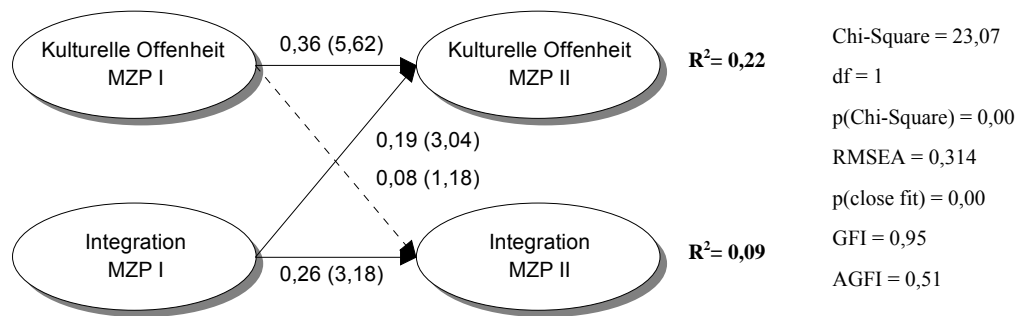 Kulturelle Offenheit
MZP I
0,36 (5,62)
Kulturelle Offenheit
MZP II
R²= 0,22
0,19 (3,04)
0,08 (1,18)
Integration
MZP I
0,26 (3,18)
Integration
MZP II
R²= 0,09
Chi-Square = 23,07
df = 1
p(Chi-Square) = 0,00
RMSEA = 0,314
p(close fit) = 0,00
GFI = 0,95
AGFI = 0,51